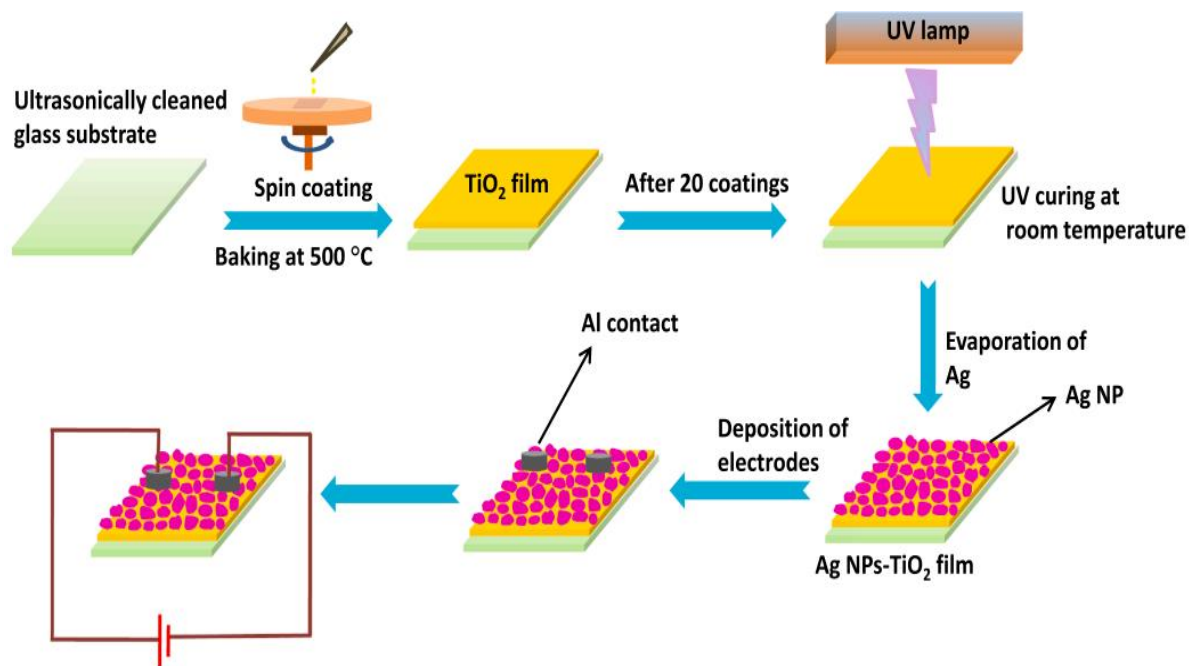 Ultrasonically cleaned
glass substrate
Spin coating
Baking at 500 °C
TiO₂ film
After 20 coatings
UV lamp
UV curing at
room temperature
Evaporation of
Ag
Ag NP
Ag NPs-TiO₂ film
Deposition of
electrodes
Al contact